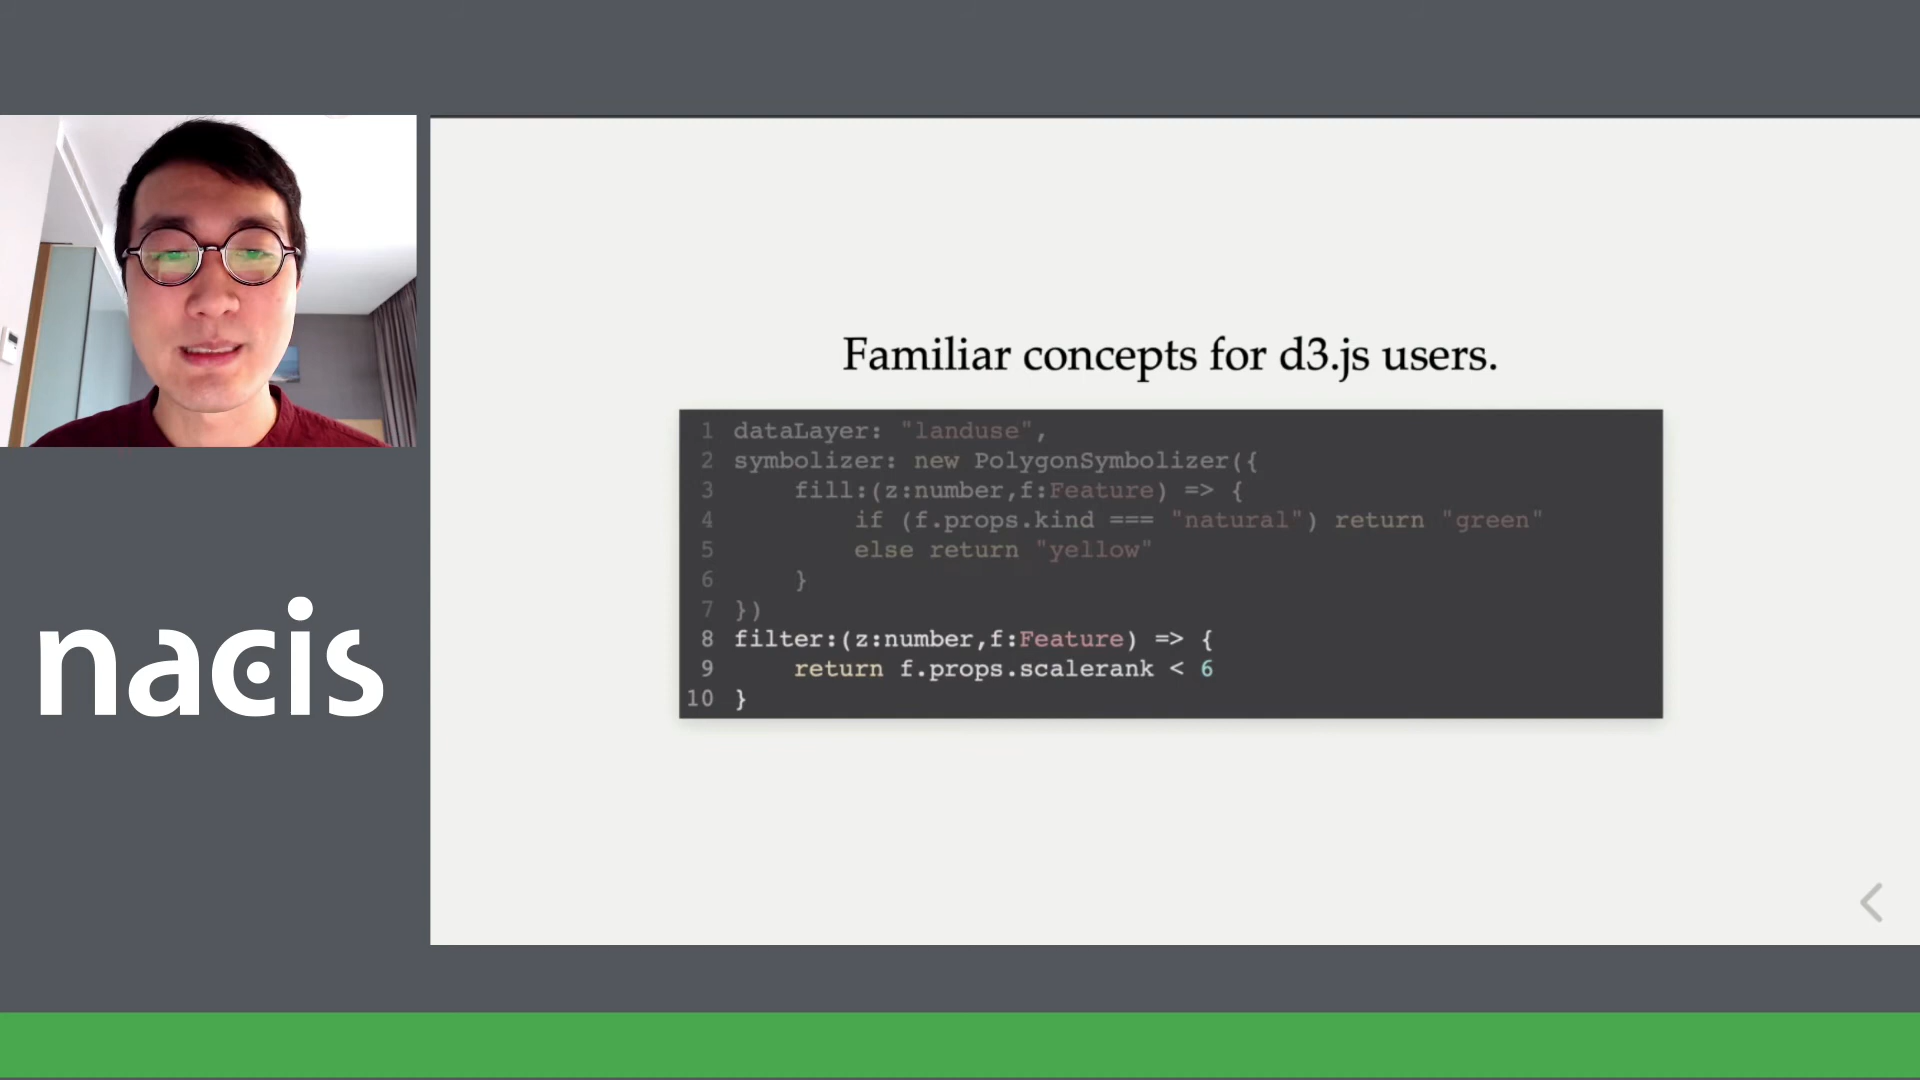 nacis
Familiar concepts for d3.js users.
1 dataLayer: "landuse",
2 symbolizer: new PolygonSymbolizer({
3     fill:(z:number,f:Feature) => {
4         if (f.props.kind === "natural") return "green"
5         else return "yellow"
6     }
7 })
8 filter:(z:number,f:Feature) => {
9     return f.props.scalerank < 6
10 }